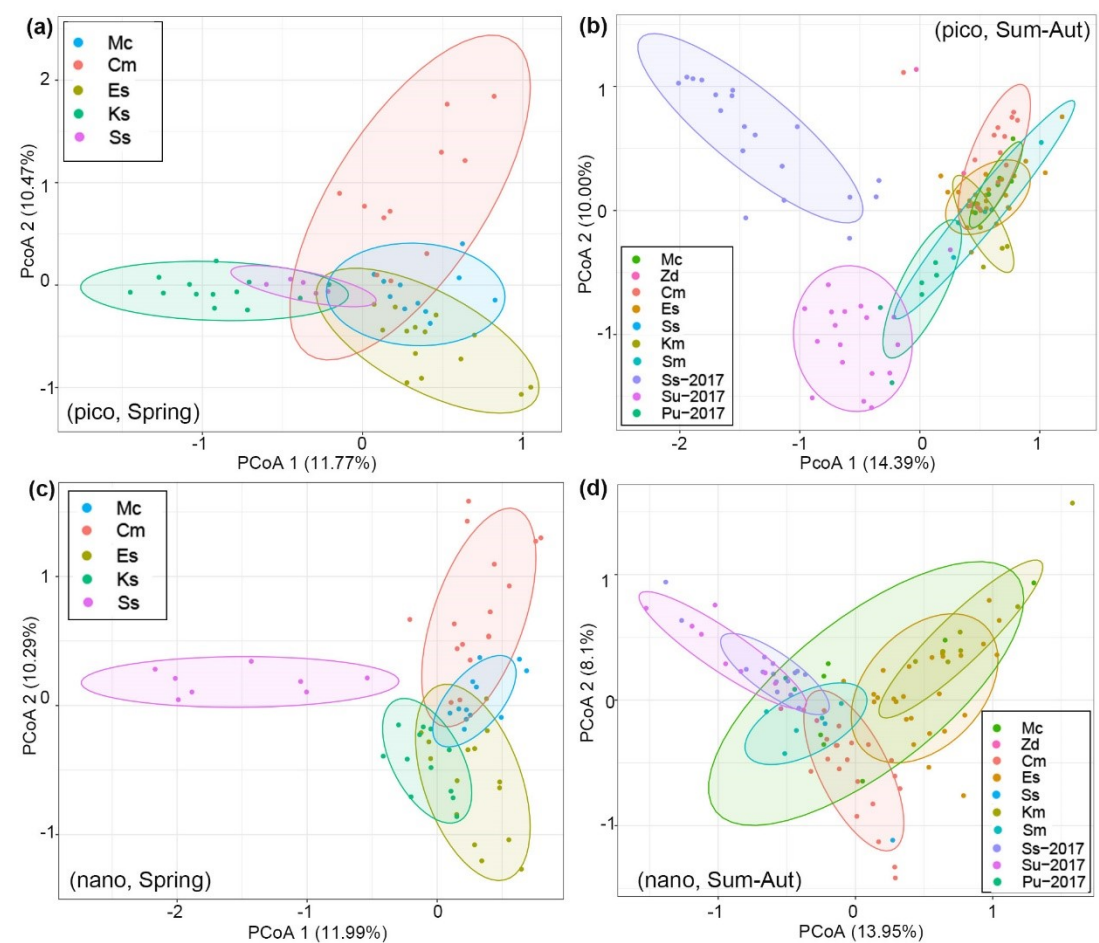 (a)
Mc
Cm
Es
Ks
Ss
2
1
0
-1
PcoA 2 (10.47%)
(pico, Spring)
-1
0
1
PCoA 1 (11.77%)
(b)
(pico, Sum-Aut)
1
0
-1
PCoA 2 (10.00%)
Mc
Zd
Cm
Es
Ss
Km
Sm
Ss-2017
Su-2017
Pu-2017
-2
-1
0
1
PcoA 1 (14.39%)
(c)
Mc
Cm
Es
Ks
Ss
1
0
-1
PCoA 2 (10.29%)
(nano, Spring)
-2
-1
0
PCoA 1 (11.99%)
(d)
1
0
-1
PCoA 2 (8.1%)
Mc
Zd
Cm
Es
Ss
Km
Sm
Ss-2017
Su-2017
Pu-2017
(nano, Sum-Aut)
-1
0
1
PCoA (13.95%)